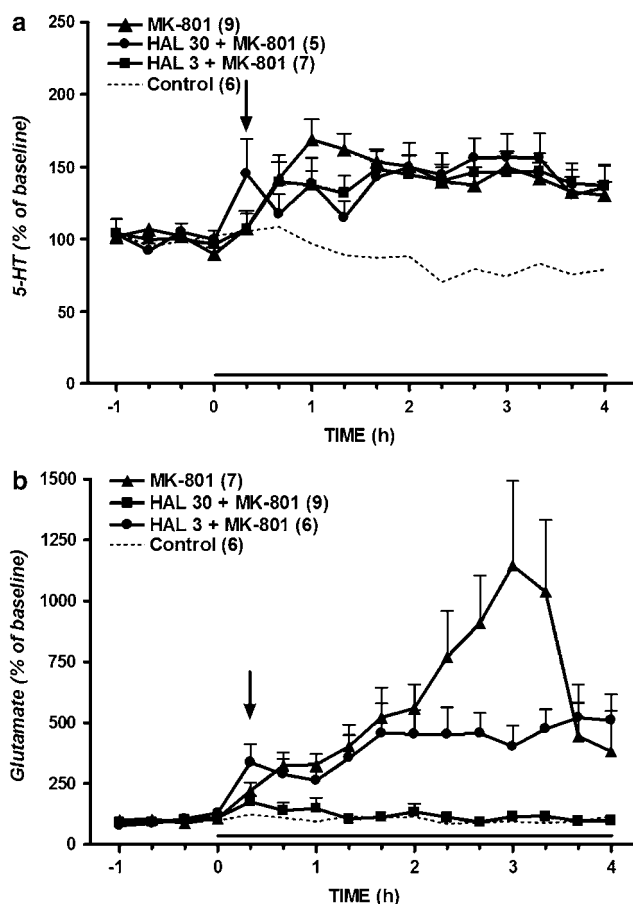 a
MK-801 (9)
HAL 30 + MK-801 (5)
HAL 3 + MK-801 (7)
Control (6)
5-HT (% of baseline)
250
200
150
100
50
0
-1 0 1 2 3 4
TIME (h)
b
MK-801 (7)
HAL 30 + MK-801 (9)
HAL 3 + MK-801 (6)
Control (6)
Glutamate (% of baseline)
1500
1250
1000
750
500
250
0
-1 0 1 2 3 4
TIME (h)